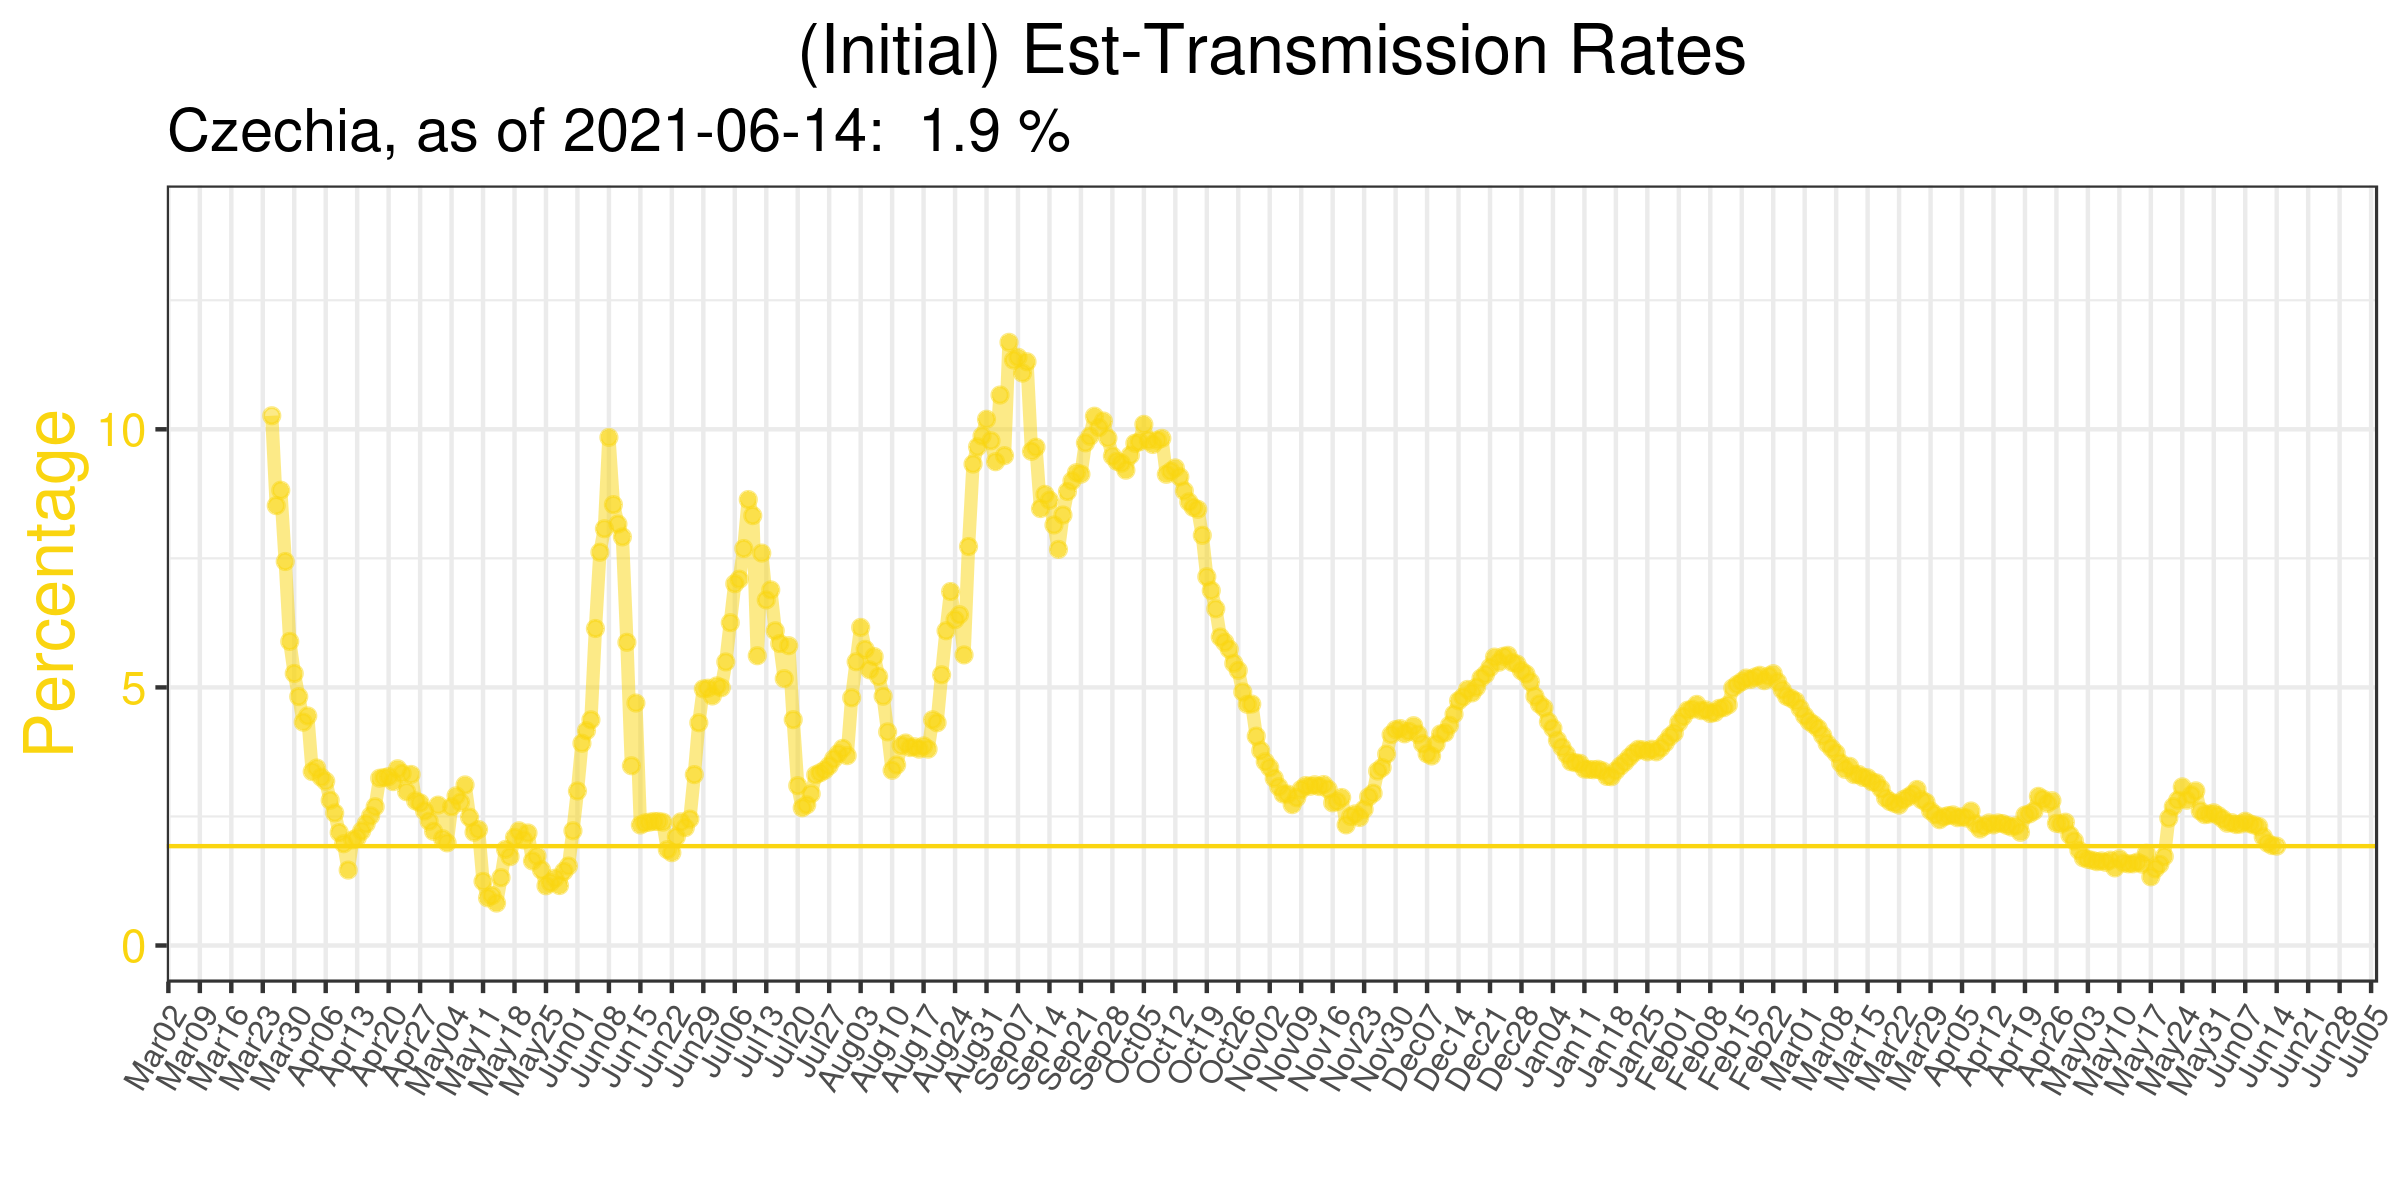 (Initial) Est-Transmission Rates
Czechia, as of 2021-06-14:  1.9 %
Percentage
10
5
0
Mar02
Mar09
Mar16
Mar23
Mar30
Apr06
Apr13
Apr20
Apr27
May04
May11
May18
May25
Jun01
Jun08
Jun15
Jun22
Jun29
Jul06
Jul13
Jul20
Jul27
Aug03
Aug10
Aug17
Aug24
Aug31
Sep07
Sep14
Sep21
Sep28
Oct05
Oct12
Oct19
Oct26
Nov02
Nov09
Nov16
Nov23
Nov30
Dec07
Dec14
Dec21
Dec28
Jan04
Jan11
Jan18
Jan25
Feb01
Feb08
Feb15
Feb22
Mar01
Mar08
Mar15
Mar22
Mar29
Apr05
Apr12
Apr19
Apr26
May03
May10
May17
May24
May31
Jun07
Jun14
Jun21
Jun28
Jul05